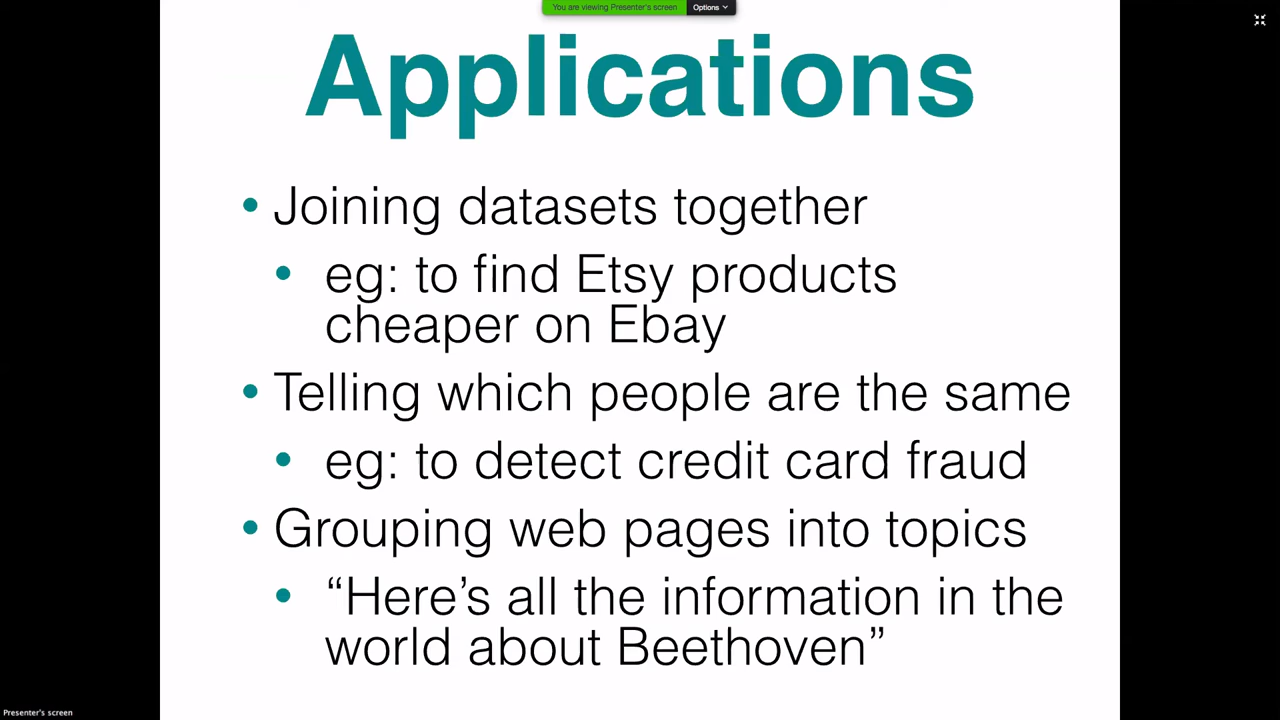 You are viewing Presenter's screen Options
Applications
• Joining datasets together
• eg: to find Etsy products
cheaper on Ebay
• Telling which people are the same
• eg: to detect credit card fraud
• Grouping web pages into topics
• “Here’s all the information in the
world about Beethoven”
Presenter's screen